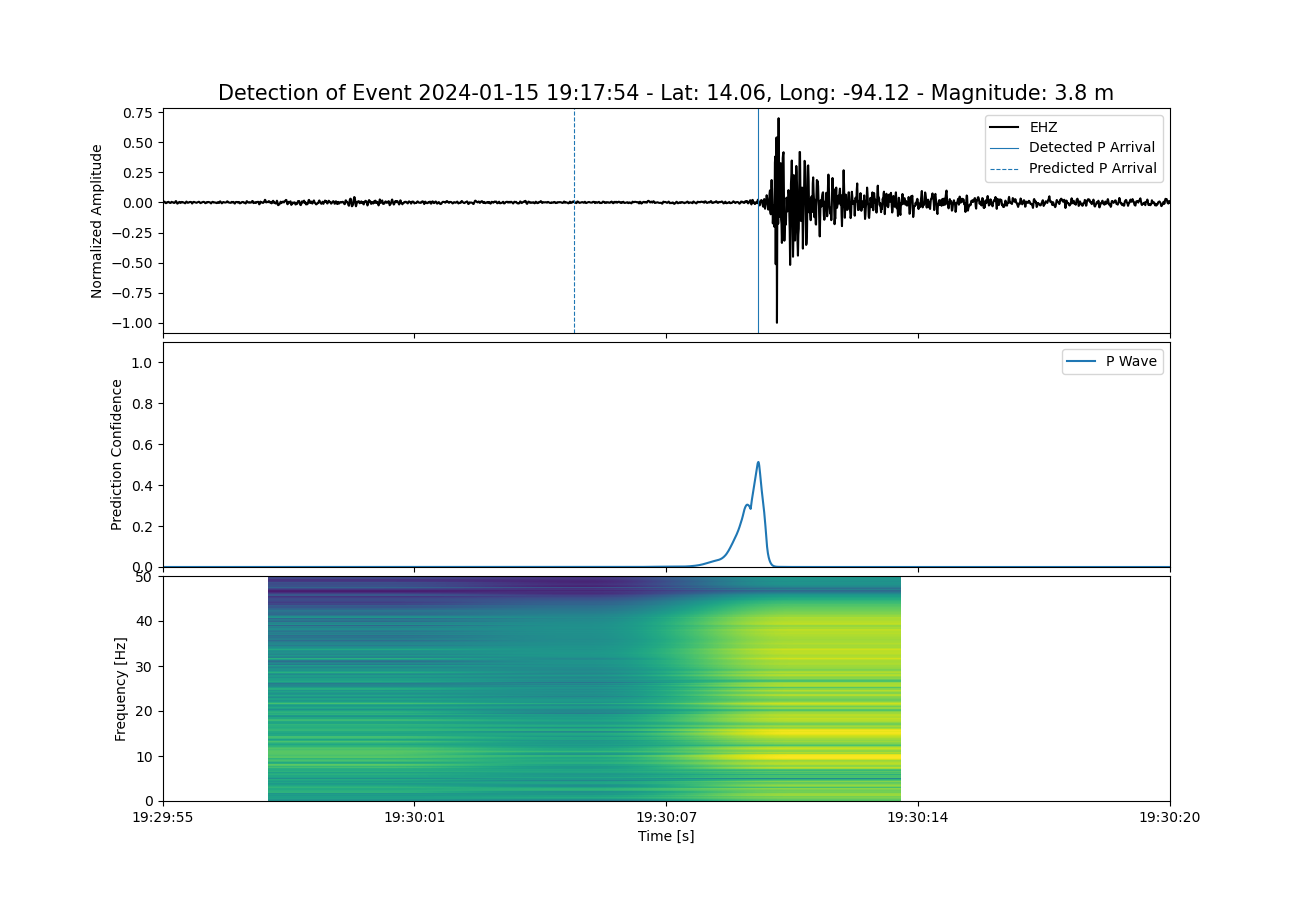 Detection of Event 2024-01-15 19:17:54 - Lat: 14.06, Long: -94.12 - Magnitude: 3.8 m
0.75
0.50
0.25
0.00
−0.25
−0.50
−0.75
−1.00
Normalized Amplitude
EHZ
Detected P Arrival
Predicted P Arrival
1.0
0.8
0.6
0.4
0.2
0.0
Prediction Confidence
P Wave
50
40
30
20
10
0
Frequency [Hz]
19:29:55
19:30:01
19:30:07
19:30:14
19:30:20
Time [s]